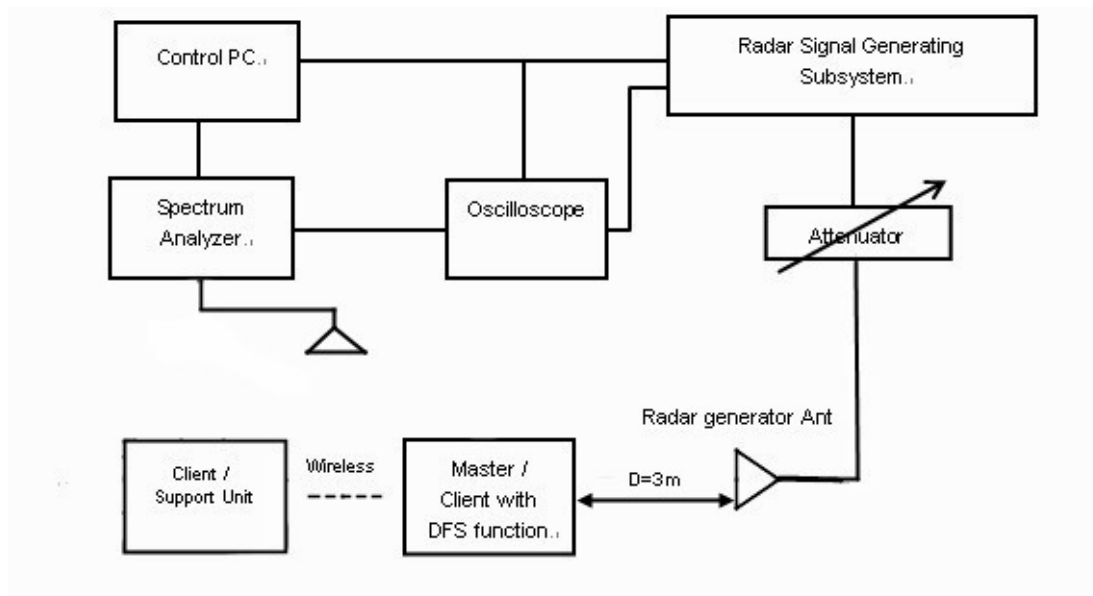 Control PC.
Radar Signal Generating
Subsystem.
Spectrum
Analyzer.
Oscilloscope
Attenuator
Radar generator Ant
Client /
Support Unit
Wireless
Master /
Client with
DFS function.
D=3m